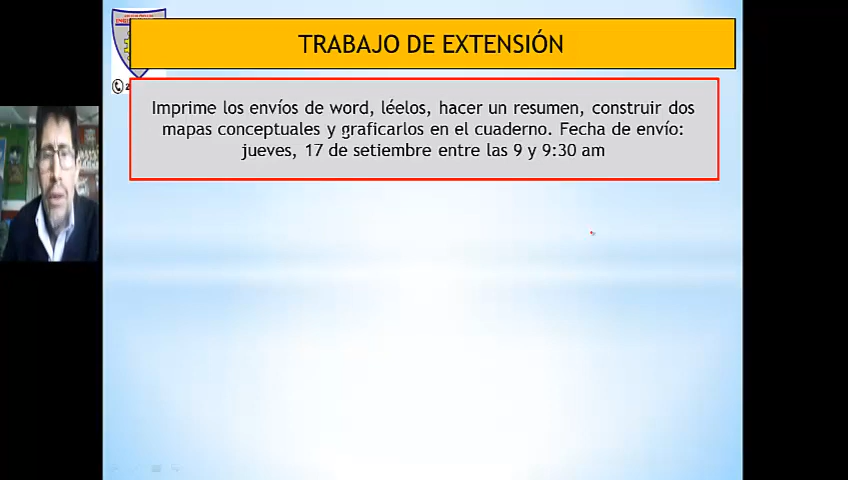 TRABAJO DE EXTENSIÓN
Imprime los envíos de word, léelos, hacer un resumen, construir dos
mapas conceptuales y graficarlos en el cuaderno. Fecha de envío:
jueves, 17 de setiembre entre las 9 y 9:30 am